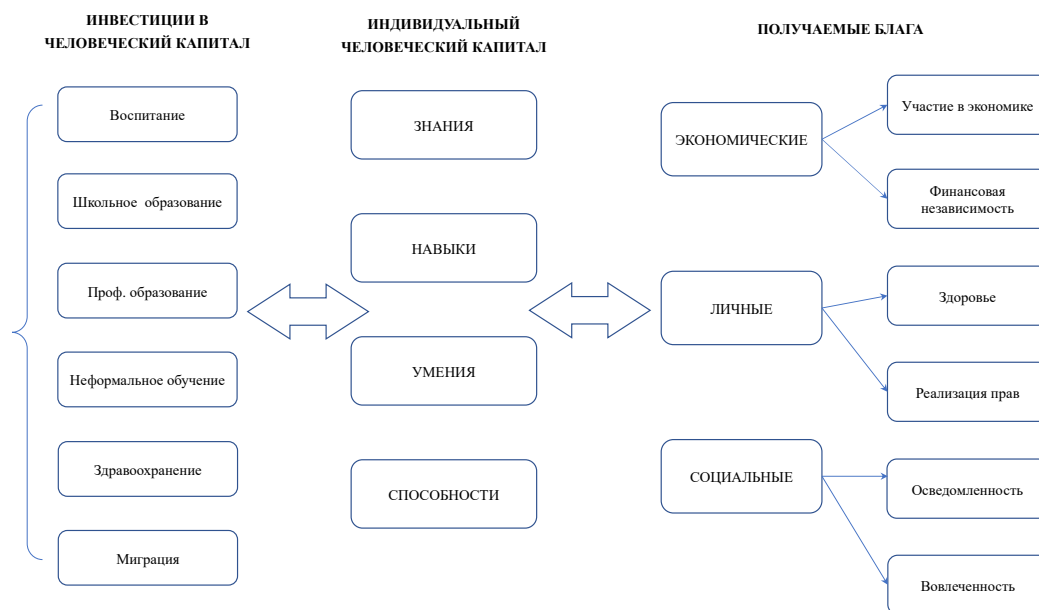 ИНВЕСТИЦИИ В
ЧЕЛОВЕЧЕСКИЙ КАПИТАЛ
Воспитание
Школьное образование
Проф. образование
Неформальное обучение
Здравоохранение
Миграция
ИНДИВИДУАЛЬНЫЙ
ЧЕЛОВЕЧЕСКИЙ КАПИТАЛ
ЗНАНИЯ
НАВЫКИ
УМЕНИЯ
СПОСОБНОСТИ
ПОЛУЧАЕМЫЕ БЛАГА
ЭКОНОМИЧЕСКИЕ
Участие в экономике
Финансовая
независимость
ЛИЧНЫЕ
Здоровье
Реализация прав
СОЦИАЛЬНЫЕ
Осведомленность
Вовлеченность